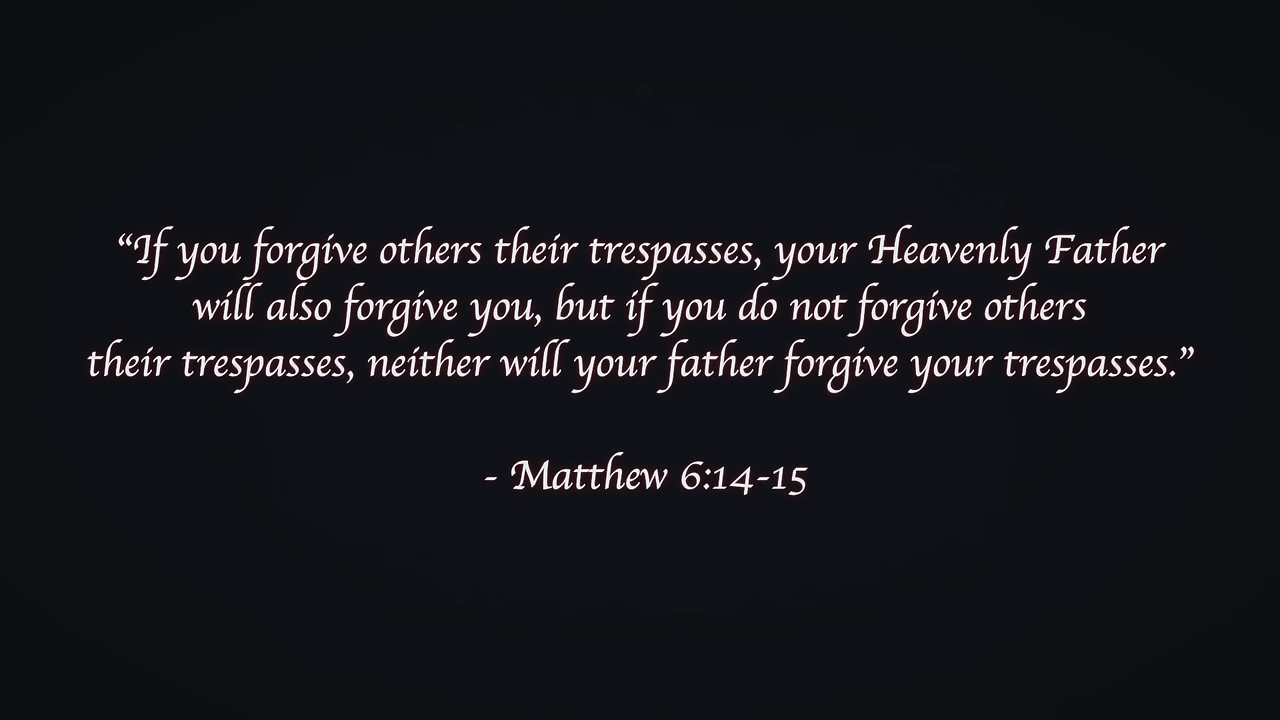 “If you forgive others their trespasses, your Heavenly Father
will also forgive you, but if you do not forgive others
their trespasses, neither will your father forgive your trespasses.”
- Matthew 6:14-15